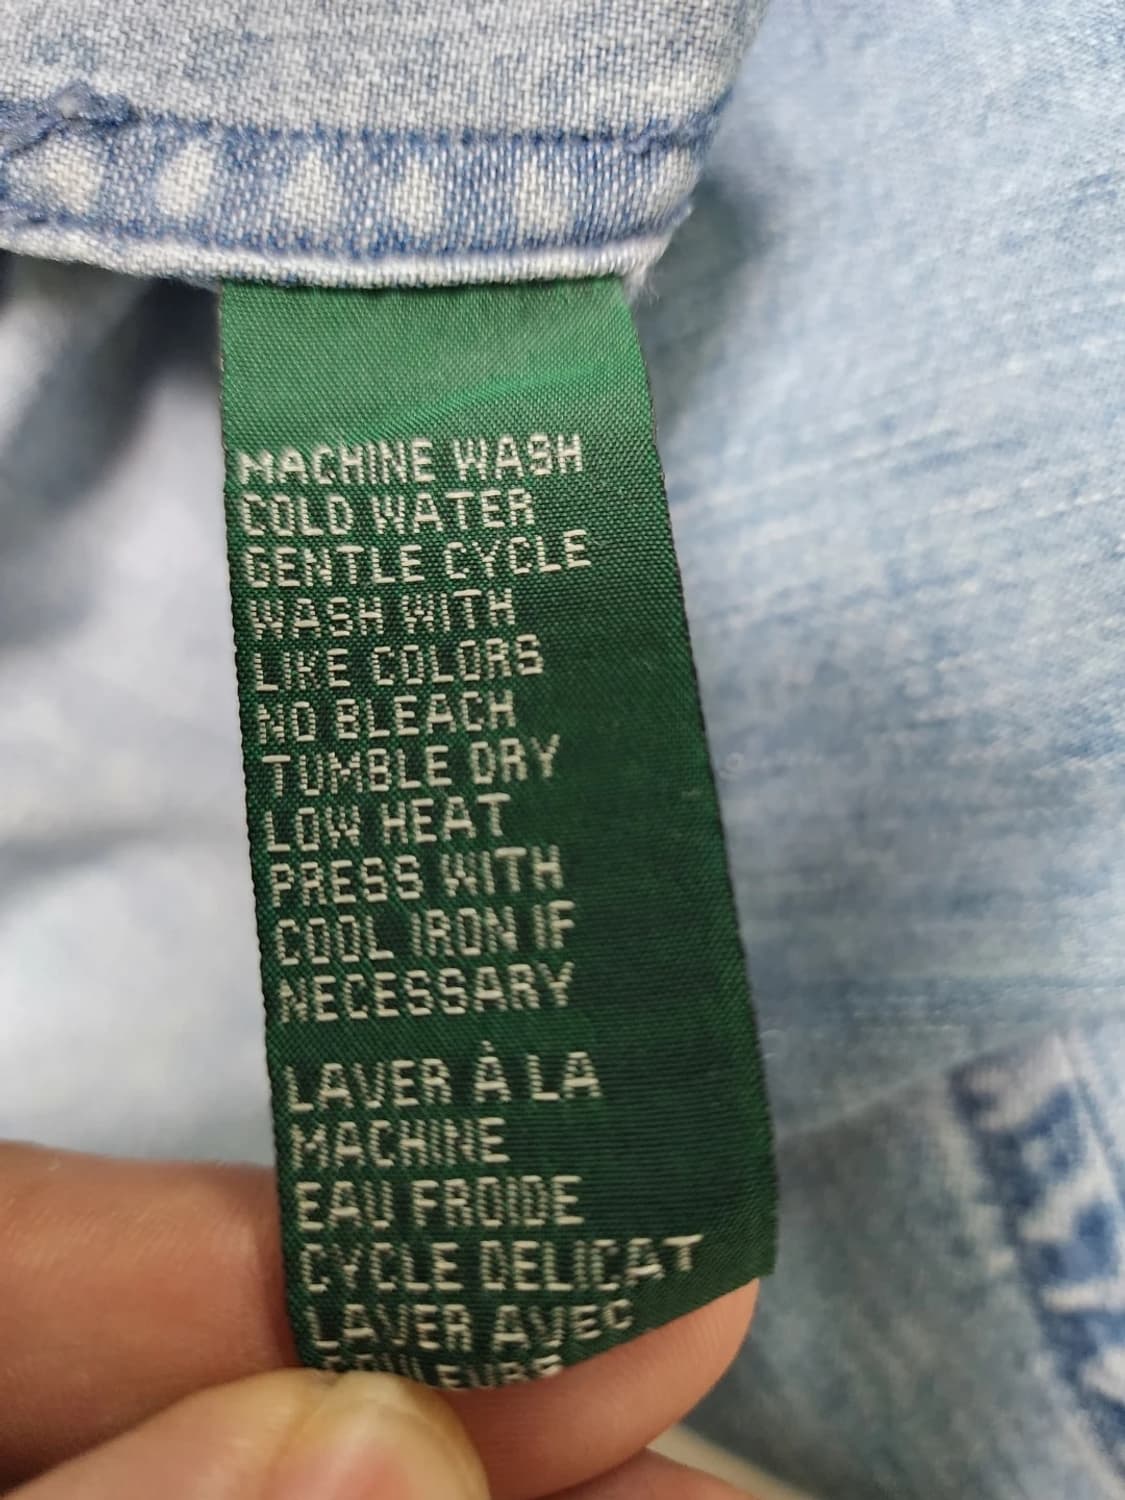 MACHINE WASH
COLD WATER
GENTLE CYCLE
WASH WITH
LIKE COLORS
NO BLEACH
TUMBLE DRY
LOW HEAT
PRESS WITH
COOL IRON IF
NECESSARY
LAVER À LA
MACHINE
EAU FROIDE
CYCLE DELICAT
LAVER AVEC